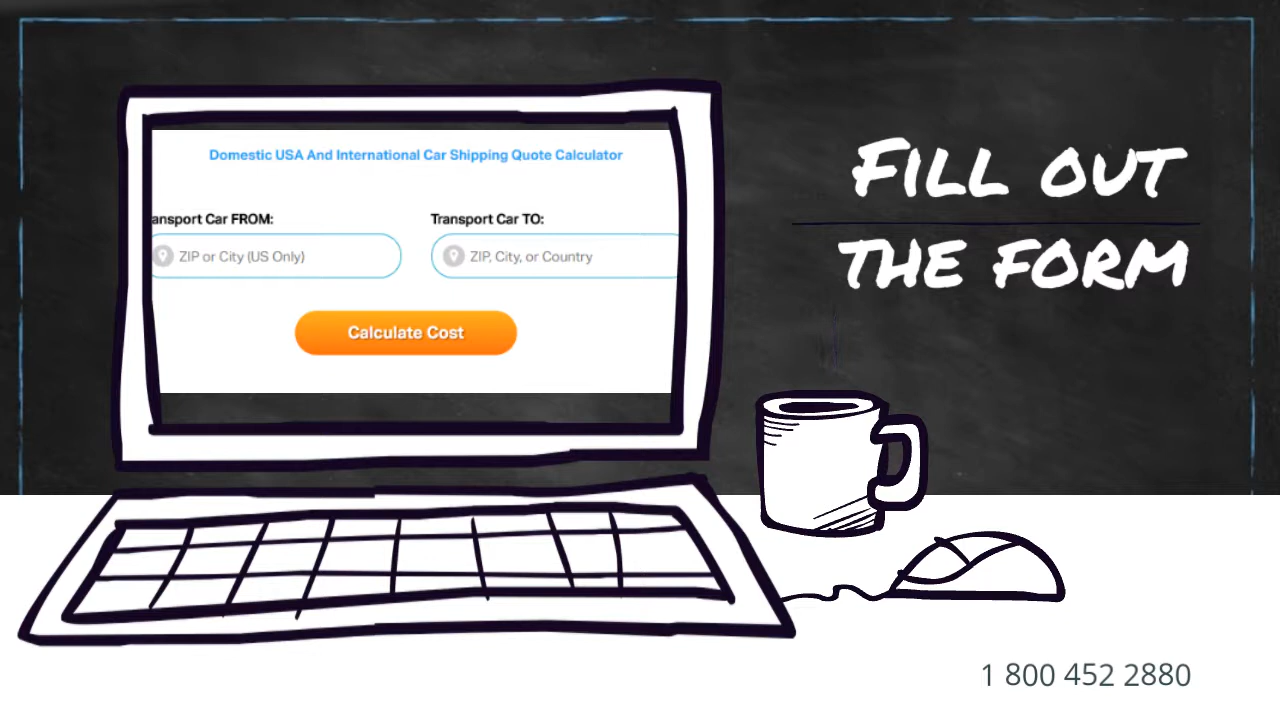 Domestic USA And International Car Shipping Quote Calculator
ansport Car FROM:
Transport Car TO:
ZIP or City (US Only)
ZIP, City, or Country
Calculate Cost
FILL OUT
THE FORM
1 800 452 2880